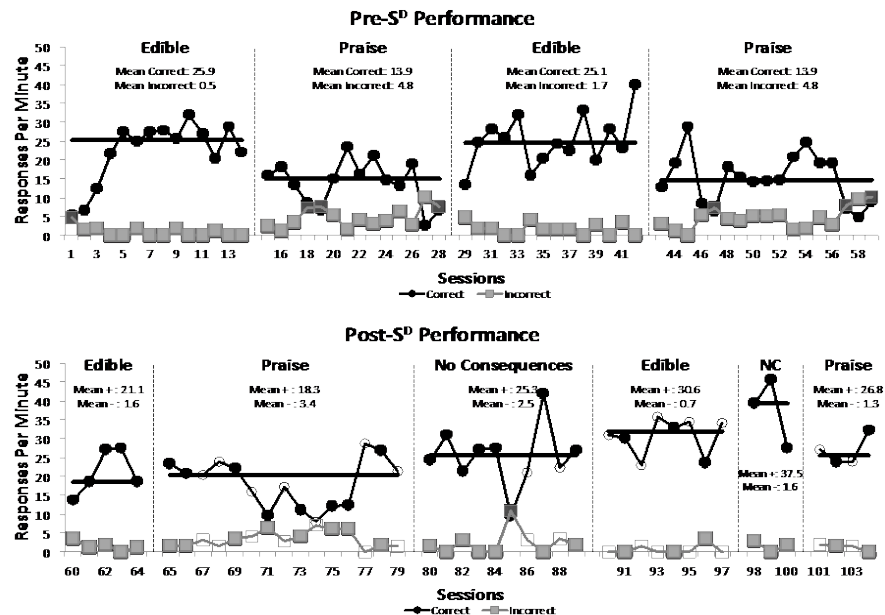 Pre-Sᴰ Performance
Edible Praise Edible Praise
Mean Correct: 25.9 Mean Correct: 13.9 Mean Correct: 25.1 Mean Correct: 13.9
Mean Incorrect: 0.5 Mean Incorrect: 4.8 Mean Incorrect: 1.7 Mean Incorrect: 4.8
Responses Per Minute
50
45
40
35
30
25
20
15
10
5
0
1 3 5 7 9 11 13 16 18 20 22 24 26 28 29 31 33 35 37 39 41 44 46 48 50 52 54 56 58
Sessions
Correct Incorrect
Post-Sᴰ Performance
Edible Praise No Consequences Edible NC Praise
Mean + : 21.1 Mean + : 18.3 Mean + : 25.3 Mean + : 30.6 Mean + : 26.8
Mean - : 1.6 Mean - : 3.4 Mean - : 2.5 Mean - : 0.7 Mean - : 1.3
Mean +: 37.5
Mean -: 1.6
Responses Per Minute
50
45
40
35
30
25
20
15
10
5
0
60 62 64 65 67 69 71 73 75 77 79 80 82 84 86 88 91 93 95 97 98 100 101 103
Sessions
Correct Incorrect